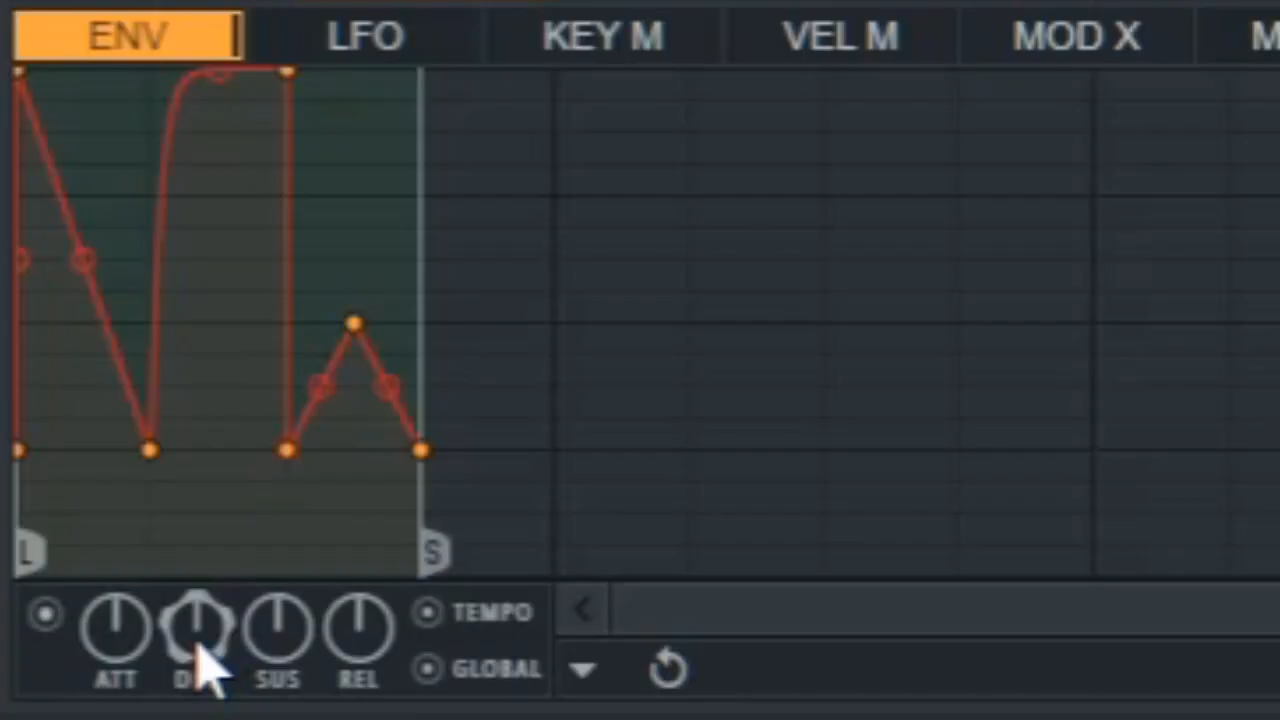 ENV LFO KEY M VEL M MOD X
L S
TEMPO
ATT SUS REL GLOBAL